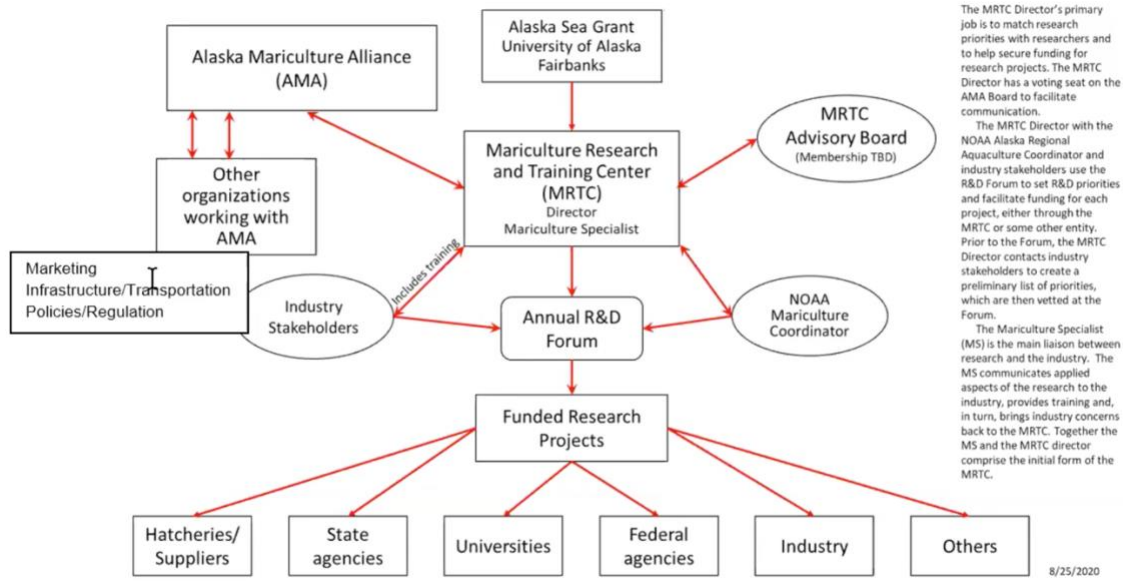 Alaska Mariculture Alliance
(AMA)
Alaska Sea Grant
University of Alaska
Fairbanks
MRTC
Advisory Board
(Membership TBD)
Mariculture Research
and Training Center
(MRTC)
Director
Mariculture Specialist
Other
organizations
working with
AMA
Marketing
Infrastructure/Transportation
Policies/Regulation
Includes training
Industry
Stakeholders
Annual R&D
Forum
NOAA
Mariculture
Coordinator
Funded Research
Projects
Hatcheries/
Suppliers
State
agencies
Universities
Federal
agencies
Industry
Others
The MRTC Director's primary
job is to match research
priorities with researchers and
to help secure funding for
research projects. The MRTC
Director has a voting seat on the
AMA Board to facilitate
communication.
The MRTC Director with the
NOAA Alaska Regional
Aquaculture Coordinator and
industry stakeholders use the
R&D Forum to set R&D priorities
and facilitate funding for each
project, either through the
MRTC or some other entity.
Prior to the Forum, the MRTC
Director contacts industry
stakeholders to create a
preliminary list of priorities,
which are then vetted at the
Forum.
The Mariculture Specialist
(MS) is the main liaison between
research and the industry. The
MS communicates applied
aspects of the research to the
industry, provides training and,
in turn, brings industry concerns
back to the MRTC. Together the
MS and the MRTC director
comprise the initial form of the
MRTC.
8/25/2020